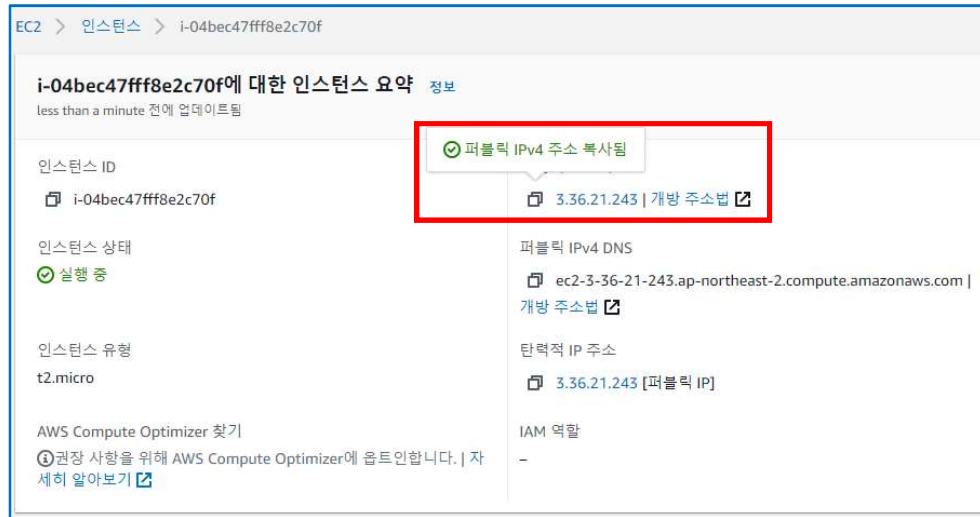 EC2 > 인스턴스 > i-04bec47fff8e2c70f
i-04bec47fff8e2c70f에 대한 인스턴스 요약 정보
less than a minute 전에 업데이트됨
퍼블릭 IPv4 주소 복사됨
인스턴스 ID
i-04bec47fff8e2c70f
3.36.21.243 | 개방 주소법
인스턴스 상태
실행 중
퍼블릭 IPv4 DNS
ec2-3-36-21-243.ap-northeast-2.compute.amazonaws.com |
개방 주소법
인스턴스 유형
t2.micro
탄력적 IP 주소
3.36.21.243 [퍼블릭 IP]
AWS Compute Optimizer 찾기
권장 사항을 위해 AWS Compute Optimizer에 옵트인합니다. | 자
세히 알아보기
IAM 역할
–